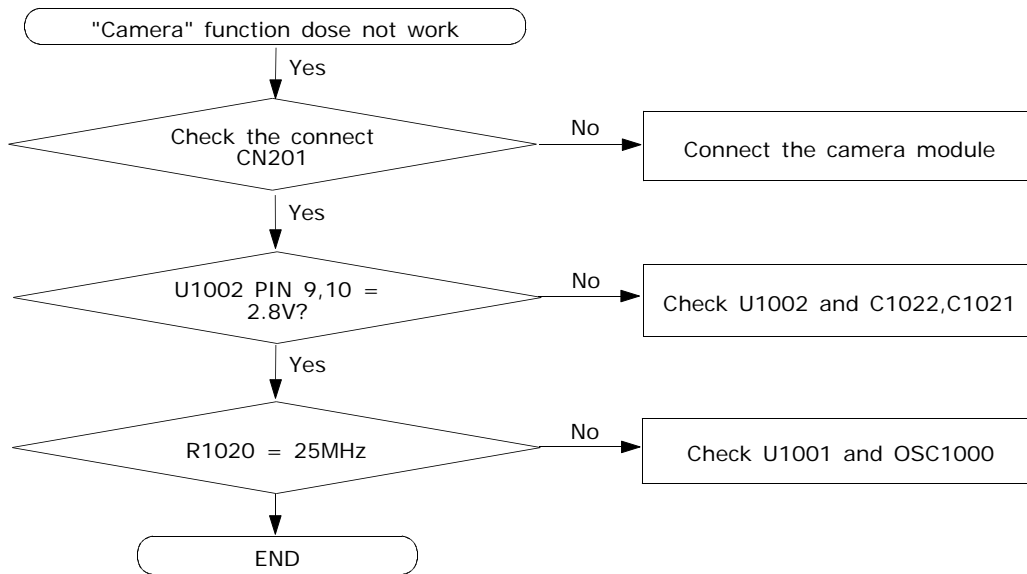 "Camera" function dose not work
Yes
Check the connect
CN201
No
Connect the camera module
Yes
U1002 PIN 9,10 =
2.8V?
No
Check U1002 and C1022,C1021
Yes
R1020 = 25MHz
No
Check U1001 and OSC1000
END